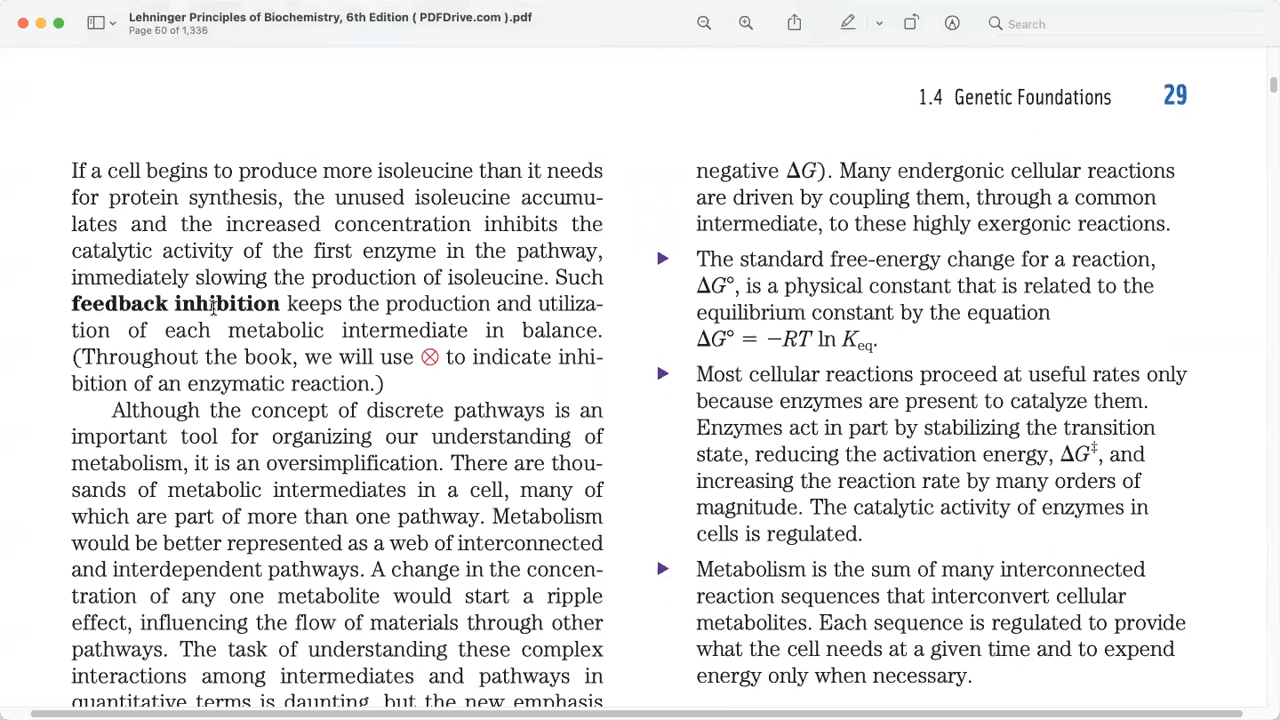 Lehninger Principles of Biochemistry, 6th Edition ( PDFDrive.com ).pdf
Page 60 of 1,336
Search
1.4 Genetic Foundations 29
If a cell begins to produce more isoleucine than it needs
for protein synthesis, the unused isoleucine accumu-
lates and the increased concentration inhibits the
catalytic activity of the first enzyme in the pathway,
immediately slowing the production of isoleucine. Such
feedback inhibition keeps the production and utiliza-
tion of each metabolic intermediate in balance.
(Throughout the book, we will use ⊗ to indicate inhi-
bition of an enzymatic reaction.)
Although the concept of discrete pathways is an
important tool for organizing our understanding of
metabolism, it is an oversimplification. There are thou-
sands of metabolic intermediates in a cell, many of
which are part of more than one pathway. Metabolism
would be better represented as a web of interconnected
and interdependent pathways. A change in the concen-
tration of any one metabolite would start a ripple
effect, influencing the flow of materials through other
pathways. The task of understanding these complex
interactions among intermediates and pathways in
quantitative terms is daunting, but the new emphasis
negative ΔG). Many endergonic cellular reactions
are driven by coupling them, through a common
intermediate, to these highly exergonic reactions.
The standard free-energy change for a reaction,
ΔG°, is a physical constant that is related to the
equilibrium constant by the equation
ΔG° = −RT ln Keq.
Most cellular reactions proceed at useful rates only
because enzymes are present to catalyze them.
Enzymes act in part by stabilizing the transition
state, reducing the activation energy, ΔG‡, and
increasing the reaction rate by many orders of
magnitude. The catalytic activity of enzymes in
cells is regulated.
Metabolism is the sum of many interconnected
reaction sequences that interconvert cellular
metabolites. Each sequence is regulated to provide
what the cell needs at a given time and to expend
energy only when necessary.